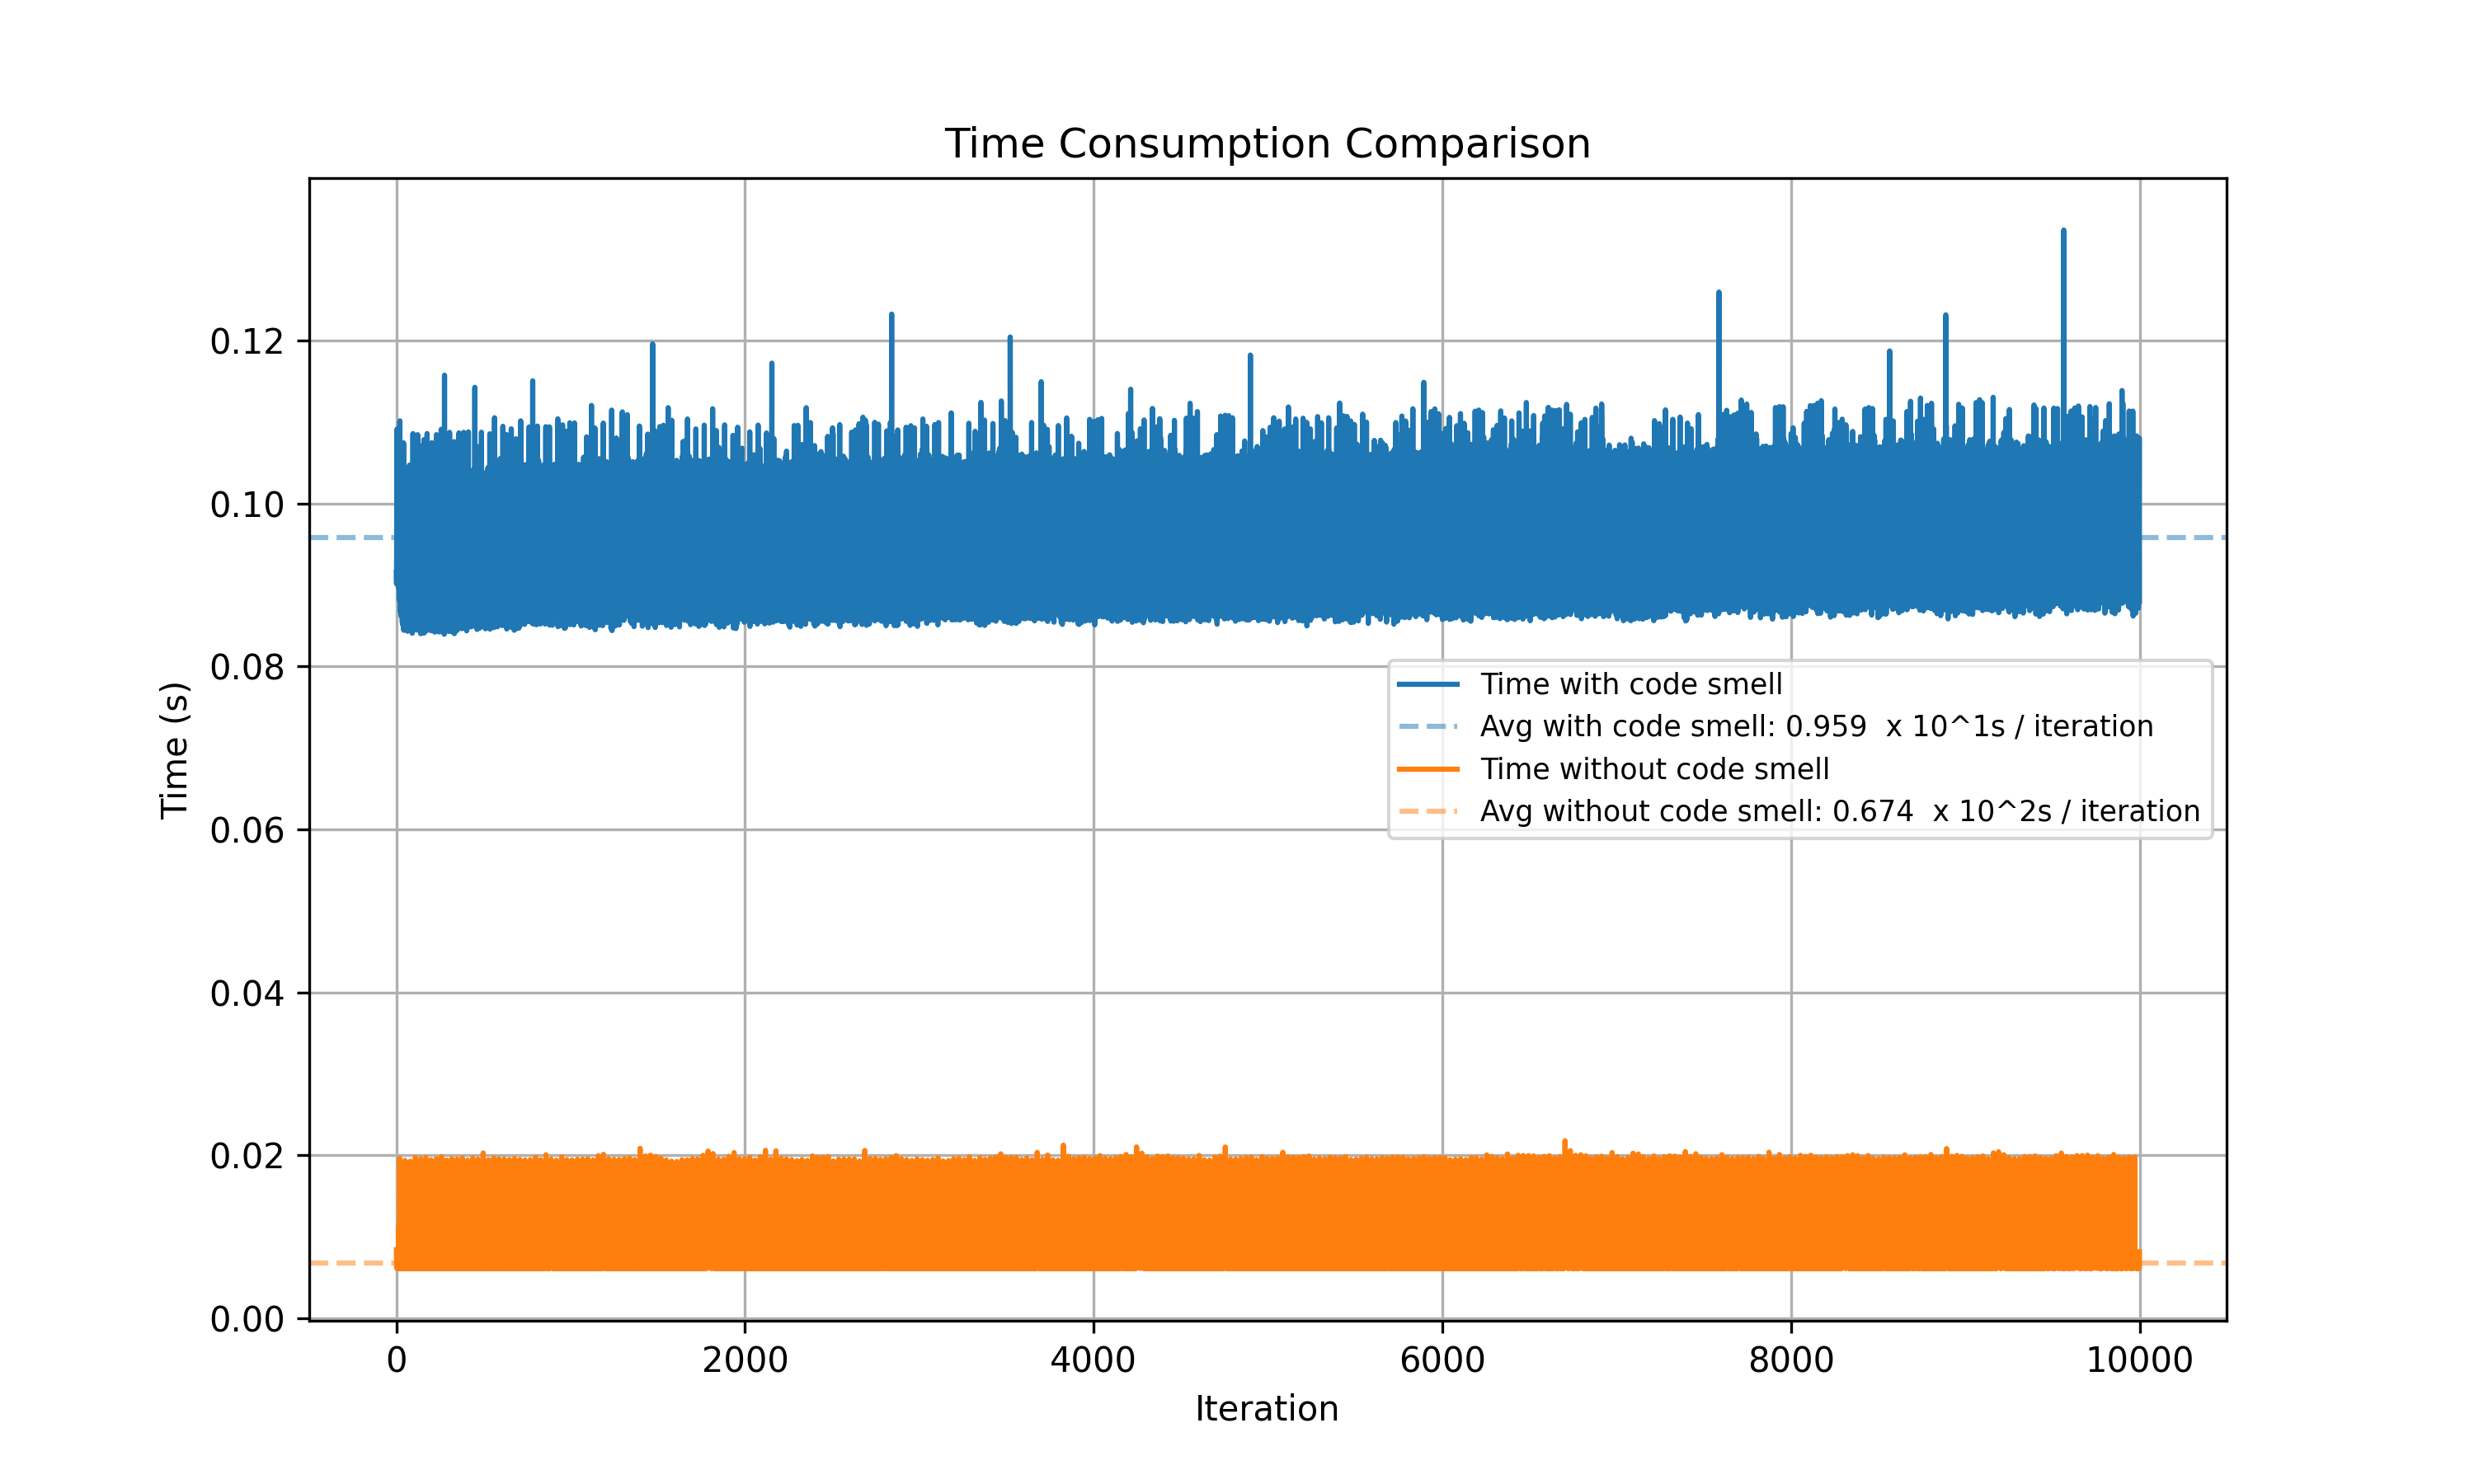 Time Consumption Comparison
Time (s)
0.12
0.10
0.08
0.06
0.04
0.02
0.00
Time with code smell
Avg with code smell: 0.959  x 10^1s / iteration
Time without code smell
Avg without code smell: 0.674  x 10^2s / iteration
0 2000 4000 6000 8000 10000
Iteration